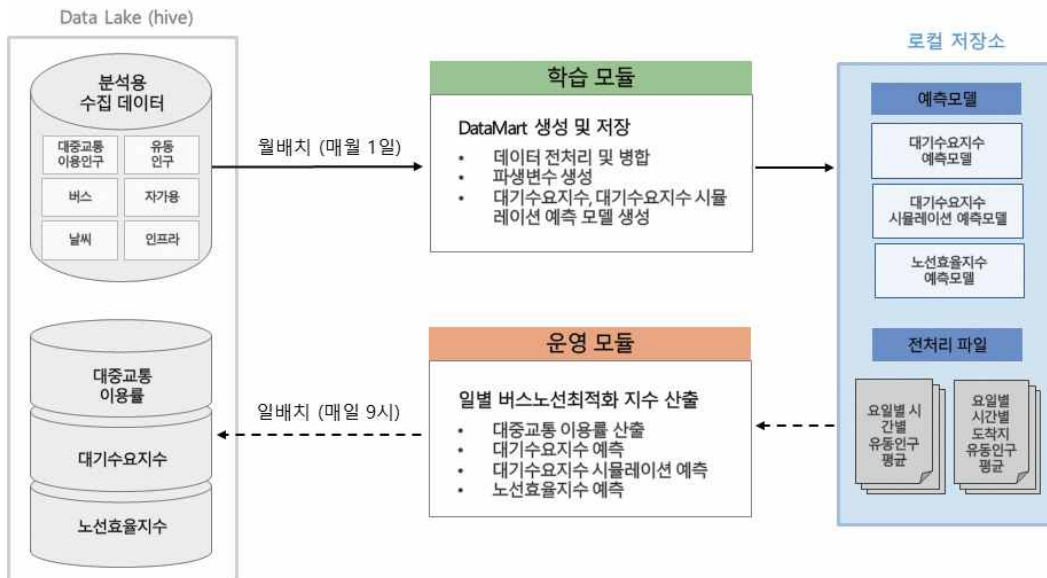 Data Lake (hive)
분석용
수집 데이터
대중교통
이용인구
유동
인구
버스
자가용
날씨
인프라
월배치 (매월 1일)
학습 모듈
DataMart 생성 및 저장
• 데이터 전처리 및 병합
• 파생변수 생성
• 대기수요지수, 대기수요지수 시뮬
레이션 예측 모델 생성
로컬 저장소
예측모델
대기수요지수
예측모델
대기수요지수
시뮬레이션 예측모델
노선효율지수
예측모델
전처리 파일
요일별 시
간별
유동인구
평균
요일별
시간별
도착지
유동인구
평균
운영 모듈
일별 버스노선최적화 지수 산출
• 대중교통 이용률 산출
• 대기수요지수 예측
• 대기수요지수 시뮬레이션 예측
• 노선효율지수 예측
일배치 (매일 9시)
대중교통
이용률
대기수요지수
노선효율지수